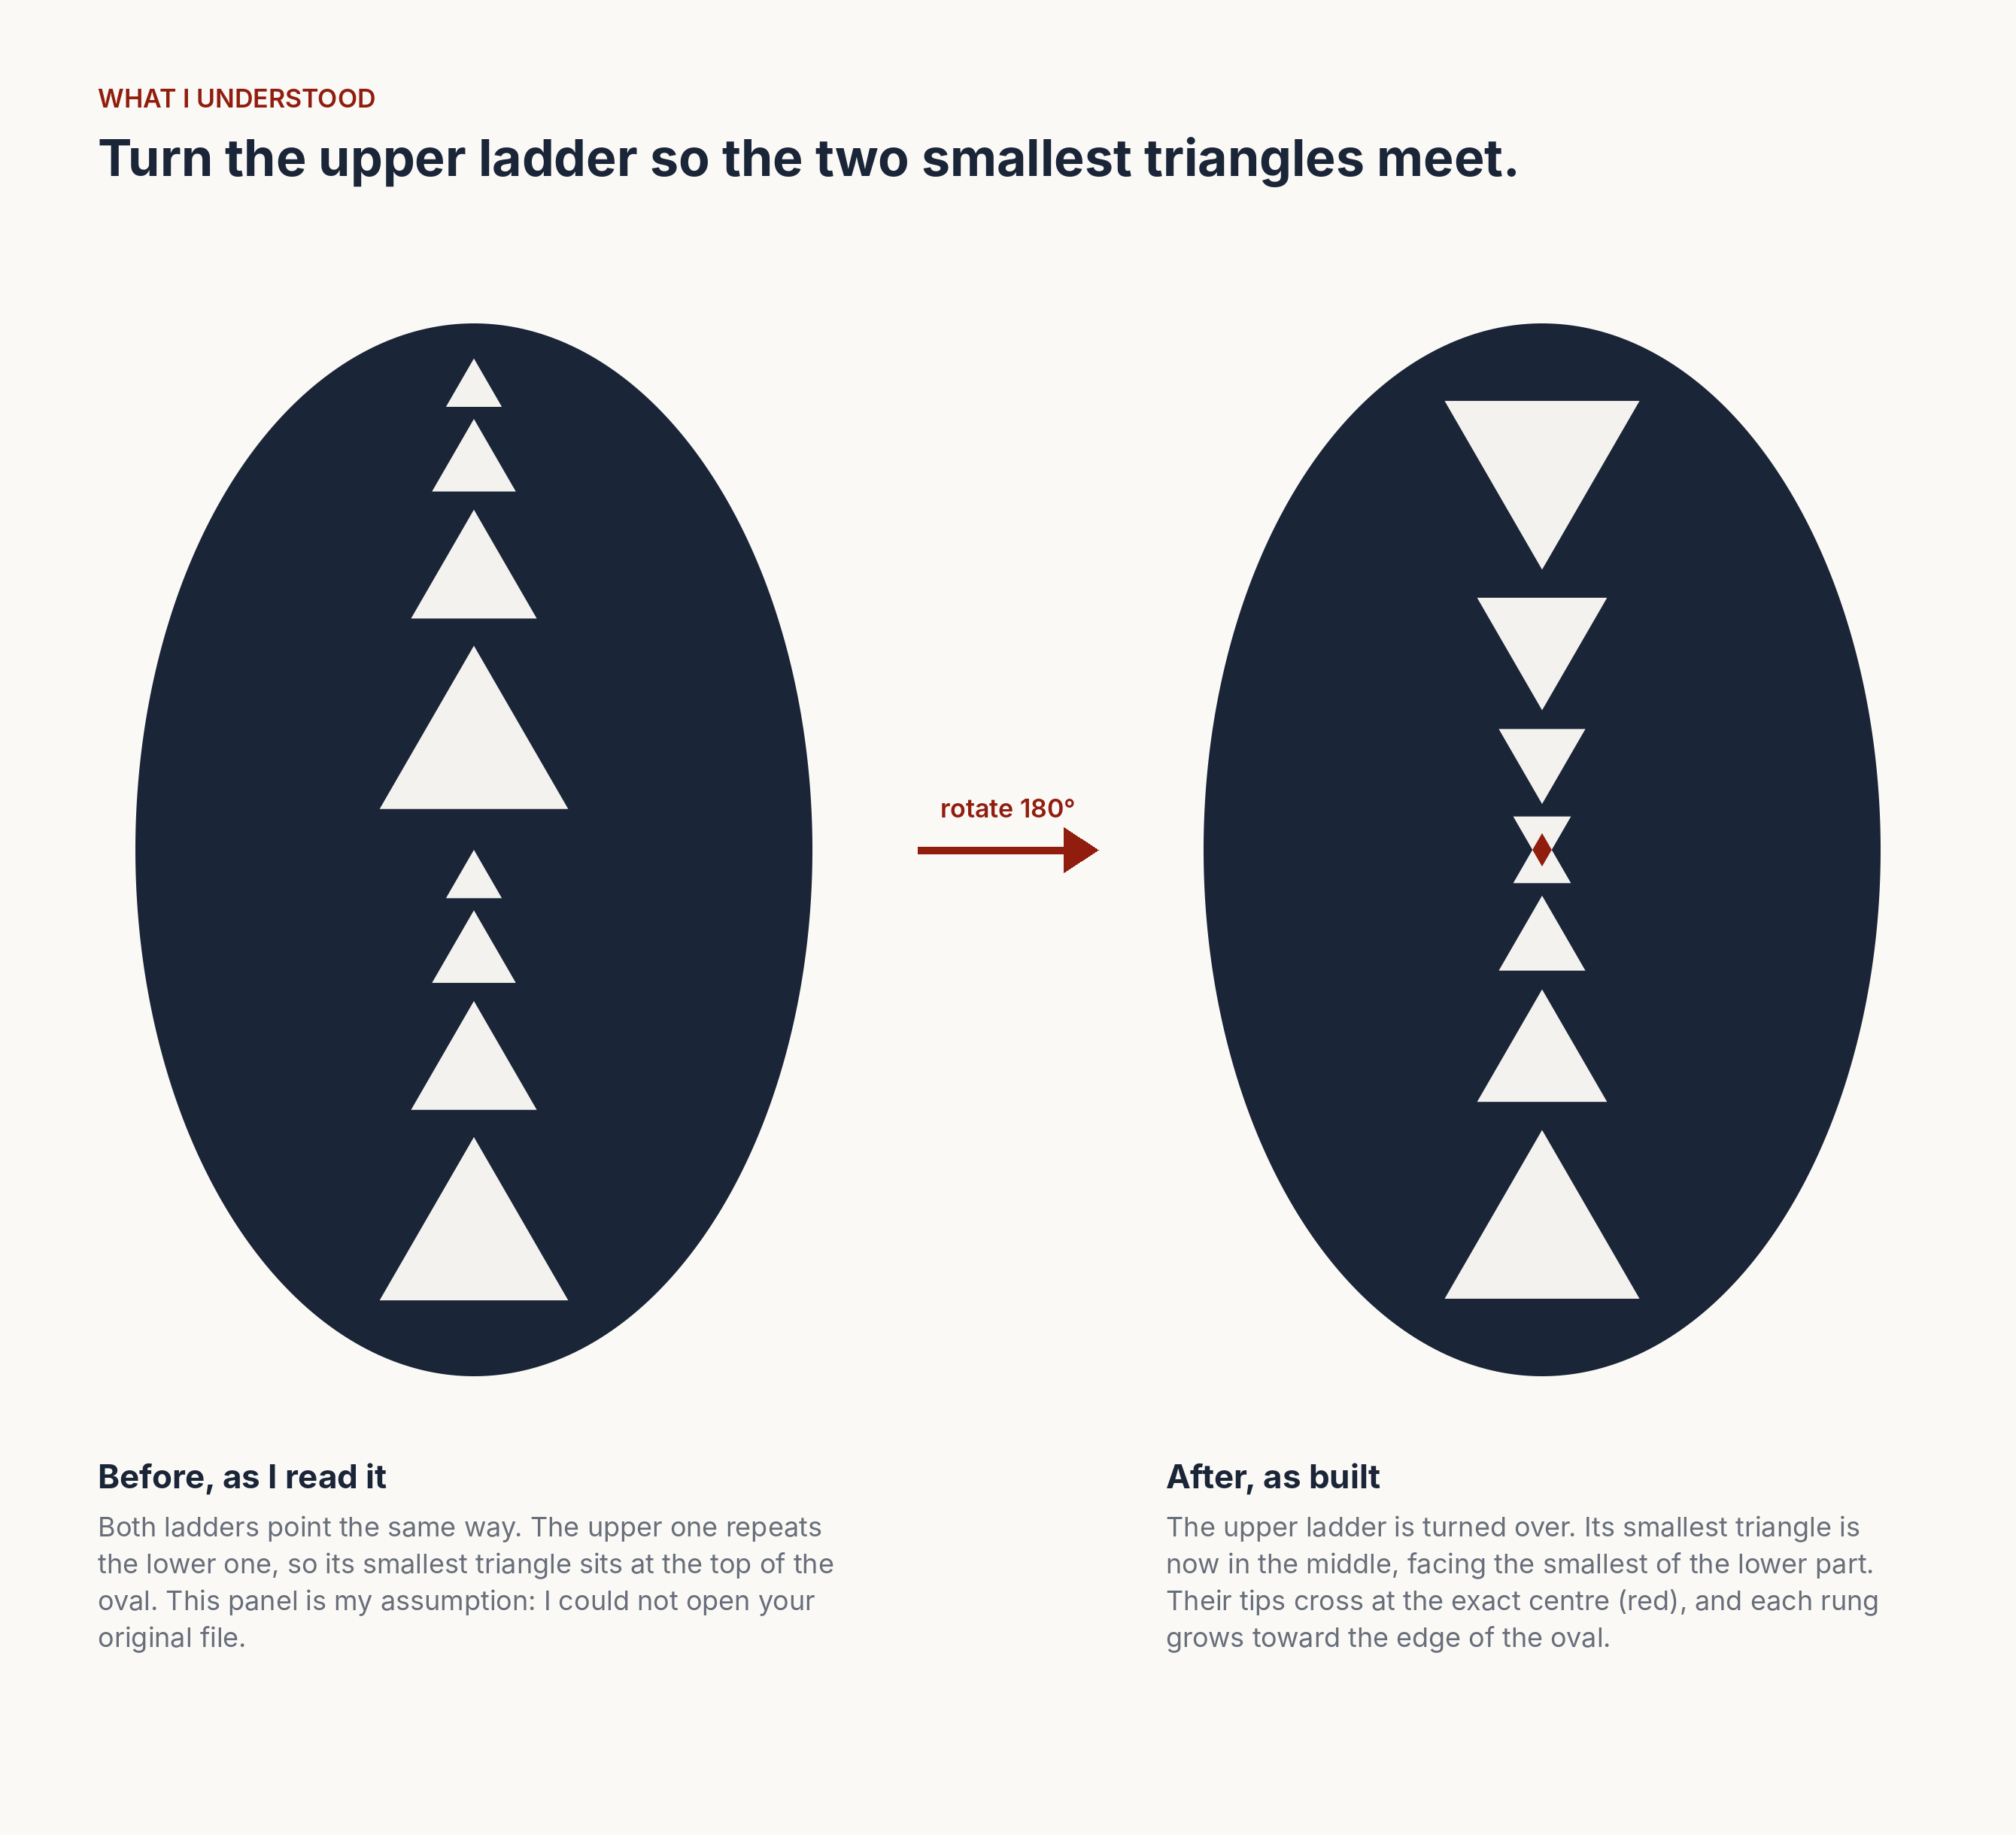 WHAT I UNDERSTOOD
Turn the upper ladder so the two smallest triangles meet.
rotate 180°
Before, as I read it
Both ladders point the same way. The upper one repeats
the lower one, so its smallest triangle sits at the top of the
oval. This panel is my assumption: I could not open your
original file.
After, as built
The upper ladder is turned over. Its smallest triangle is
now in the middle, facing the smallest of the lower part.
Their tips cross at the exact centre (red), and each rung
grows toward the edge of the oval.